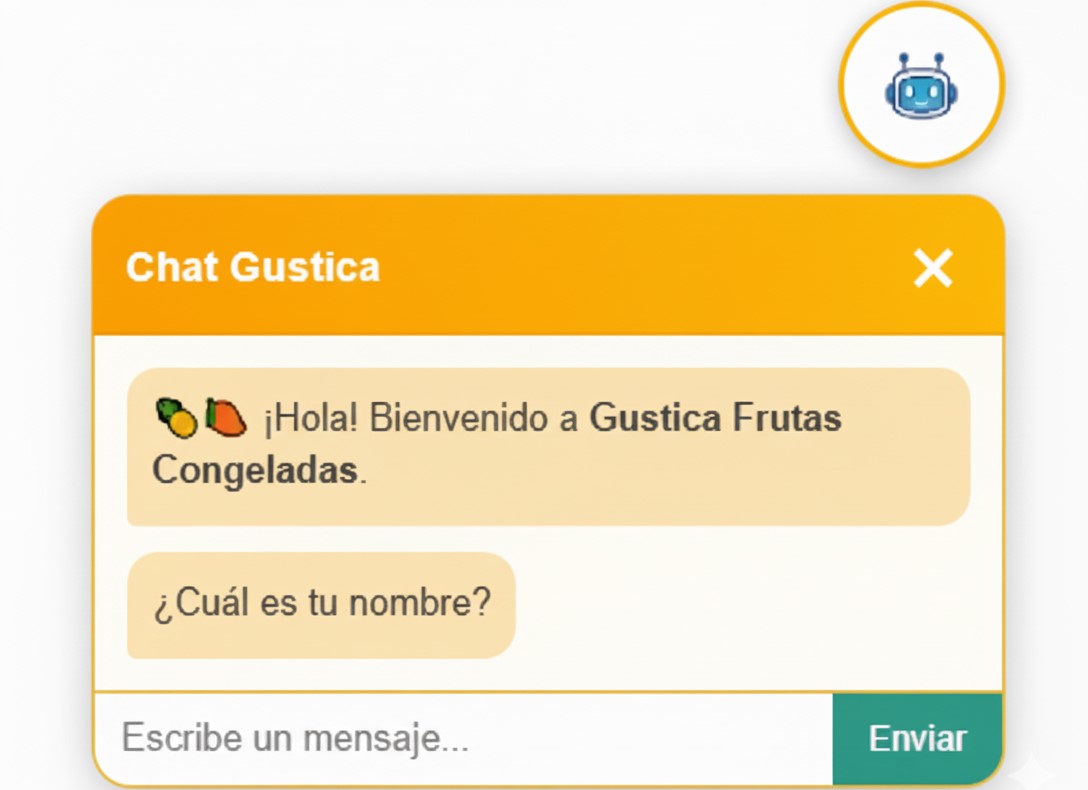 Chat Gustica
¡Hola! Bienvenido a Gustica Frutas
Congeladas.
¿Cuál es tu nombre?
Escribe un mensaje...
Enviar